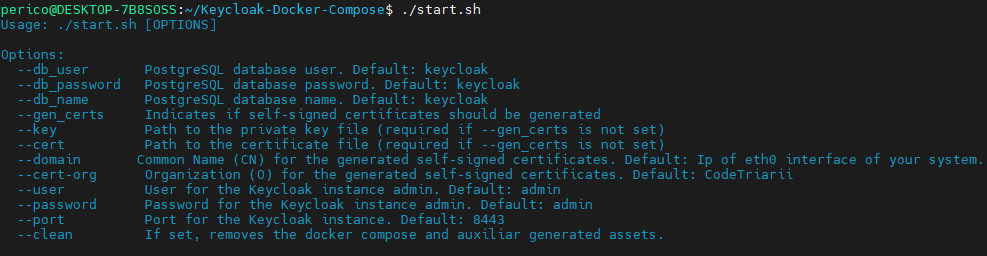 perico@DESKTOP-7B8SOSS:~/Keycloak-Docker-Compose$ ./start.sh
Usage: ./start.sh [OPTIONS]

Options:
  --db_user       PostgreSQL database user. Default: keycloak
  --db_password   PostgreSQL database password. Default: keycloak
  --db_name       PostgreSQL database name. Default: keycloak
  --gen_certs     Indicates if self-signed certificates should be generated
  --key           Path to the private key file (required if --gen_certs is not set)
  --cert          Path to the certificate file (required if --gen_certs is not set)
  --domain       Common Name (CN) for the generated self-signed certificates. Default: Ip of eth0 interface of your system.
  --cert-org      Organization (O) for the generated self-signed certificates. Default: CodeTriarii
  --user          User for the Keycloak instance admin. Default: admin
  --password      Password for the Keycloak instance admin. Default: admin
  --port          Port for the Keycloak instance. Default: 8443
  --clean         If set, removes the docker compose and auxiliar generated assets.